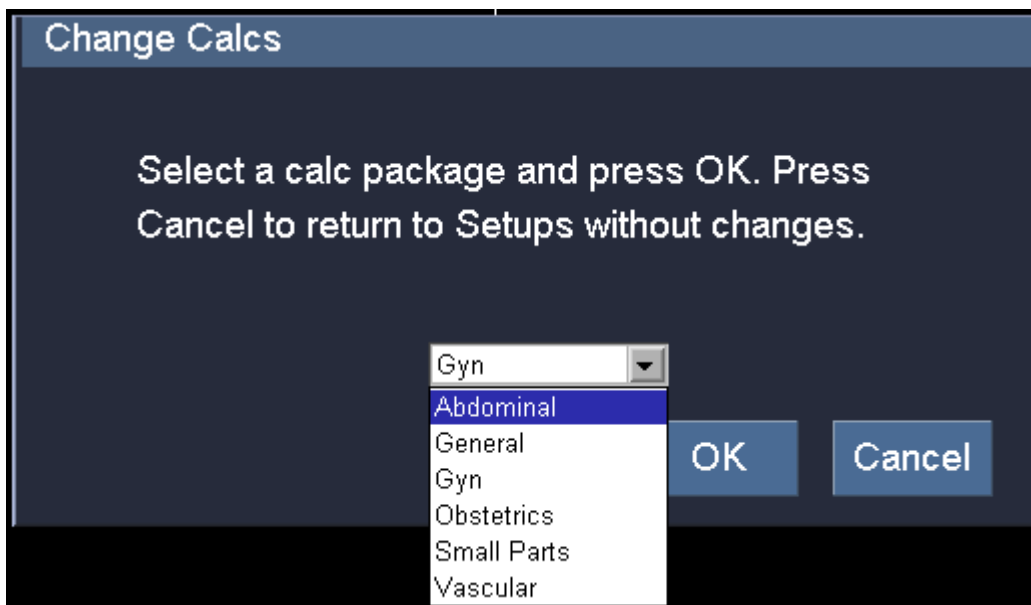 Change Calcs
Select a calc package and press OK. Press
Cancel to return to Setups without changes.
Gyn
Abdominal
General
Gyn
Obstetrics
Small Parts
Vascular
OK Cancel